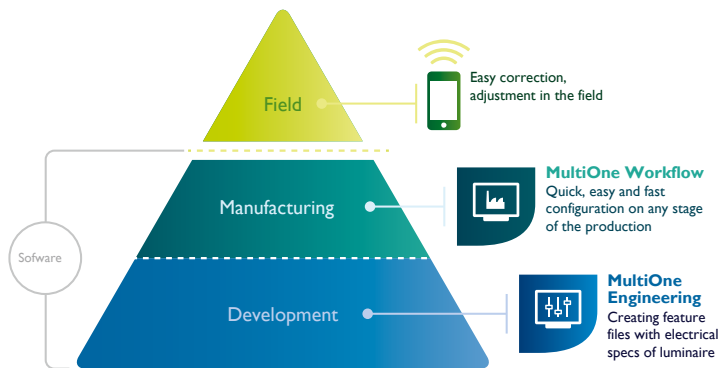 Field
Easy correction,
adjustment in the field
Manufacturing
MultiOne Workflow
Quick, easy and fast
configuration on any stage
of the production
Sofware
Development
MultiOne
Engineering
Creating feature
files with electrical
specs of luminaire